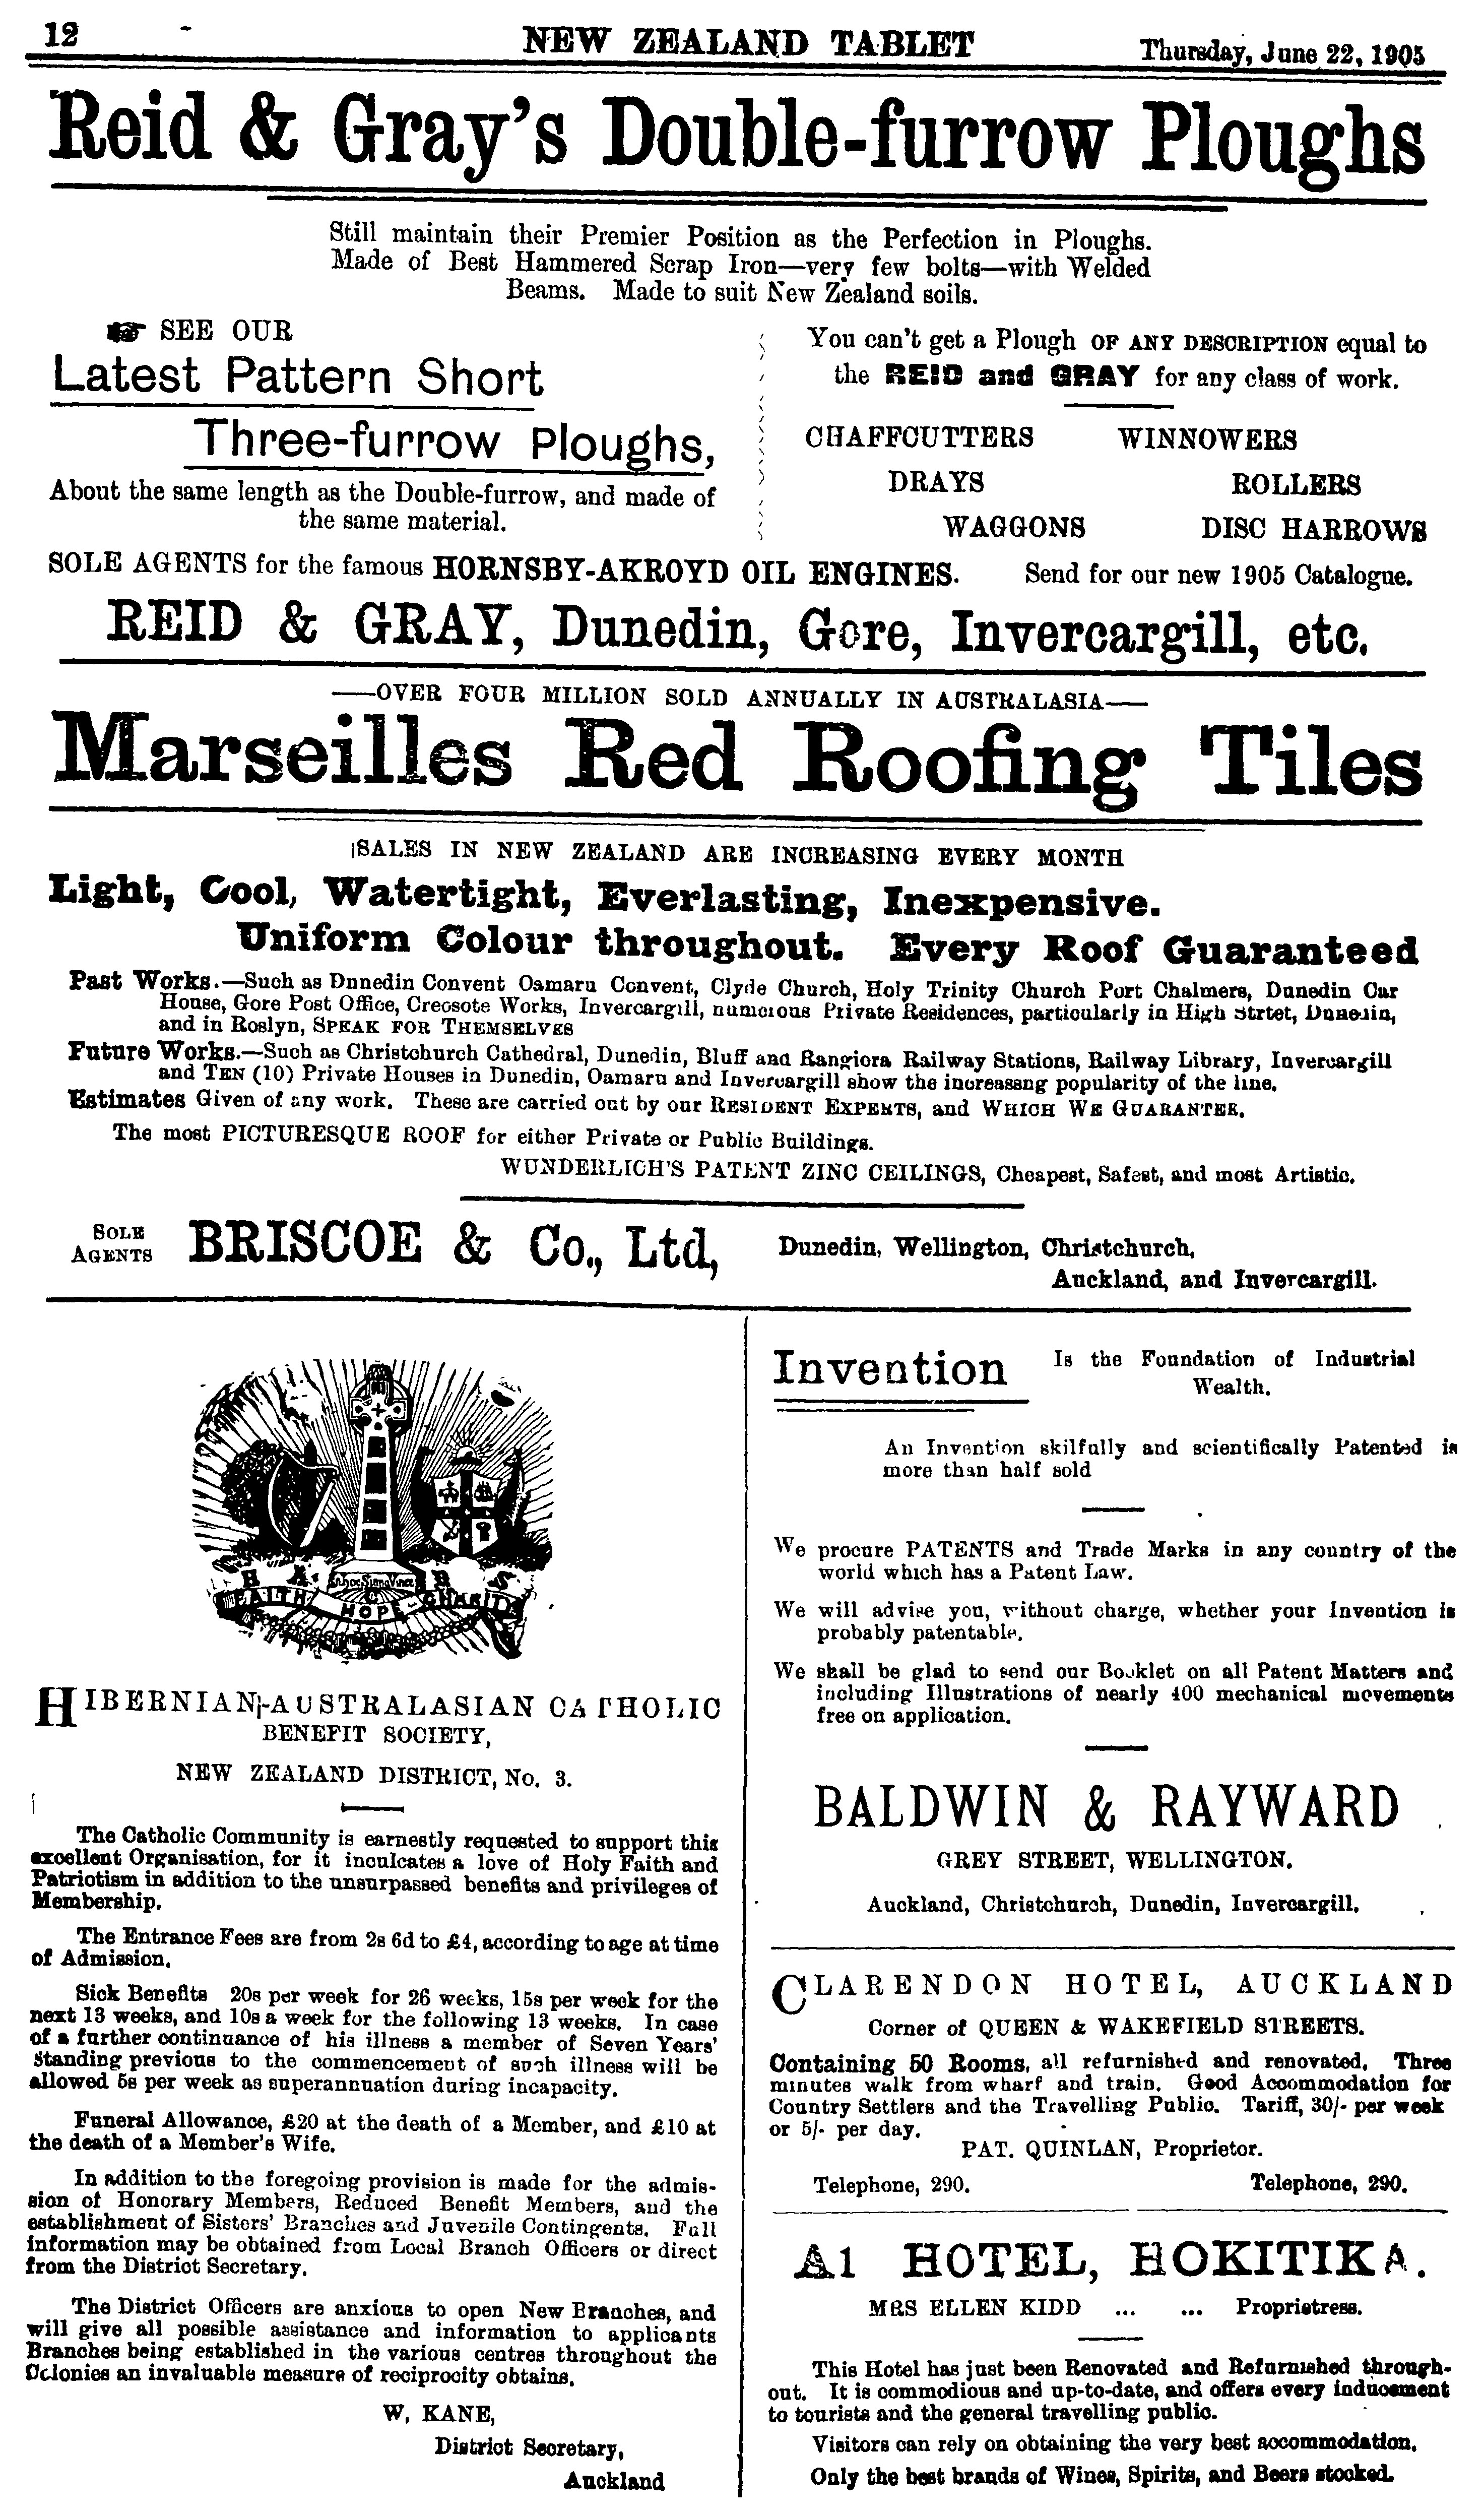 12
NEW ZEALAND TABLET
Thursday, June 22, 1905
Reid & Gray's Double-furrow Ploughs
Still maintain their Premier Position as the Perfection in Ploughs.
Made of Best Hammered Scrap Iron—very few bolts—with Welded
Beams. Made to suit New Zealand soils.
SEE OUR
Latest Pattern Short
Three-furrow Ploughs,
About the same length as the Double-furrow, and made of
the same material.
You can't get a Plough OF ANY DESCRIPTION equal to
the REID and GRAY for any class of work.
CHAFFCUTTERS WINNOWERS
DRAYS ROLLERS
WAGGONS DISC HARROWS
SOLE AGENTS for the famous HORNSBY-AKROYD OIL ENGINES. Send for our new 1905 Catalogue.
REID & GRAY, Dunedin, Gore, Invercargill, etc.
—OVER FOUR MILLION SOLD ANNUALLY IN AUSTRALASIA—
Marseilles Red Roofing Tiles
SALES IN NEW ZEALAND ARE INCREASING EVERY MONTH
Light, Cool, Watertight, Everlasting, Inexpensive.
Uniform Colour throughout. Every Roof Guaranteed
Past Works.—Such as Dnnedin Convent Oamaru Convent, Clyde Church, Holy Trinity Church Port Chalmers, Dunedin Car
House, Gore Post Office, Creosote Works, Invercargill, numerous Private Residences, particularly in High Strtet, Dunedin,
and in Roslyn, SPEAK FOR THEMSELVES
Future Works.—Such as Christchurch Cathedral, Dunedin, Bluff and Rangiora Railway Stations, Railway Library, Invercargill
and TEN (10) Private Houses in Dunedin, Oamaru and Invercargill show the increassng popularity of the line.
Estimates Given of any work. These are carried out by our RESIDENT EXPERTS, and WHICH WE GUARANTEE.
The most PICTURESQUE ROOF for either Private or Public Buildings.
WUNDERLICH'S PATENT ZINC CEILINGS, Cheapest, Safest, and most Artistic.
SOLE
AGENTS
BRISCOE & Co., Ltd,
Dunedin, Wellington, Christchurch,
Auckland, and Invercargill.
H. A. C. B. S.
In hoc Signo Vinces
FAITH HOPE CHARITY
HIBERNIAN-AUSTRALASIAN CATHOLIC
BENEFIT SOCIETY,
NEW ZEALAND DISTRICT, No. 3.
The Catholic Community is earnestly requested to support this
excellent Organisation, for it inculcates a love of Holy Faith and
Patriotism in addition to the unsurpassed benefits and privileges of
Membership.
The Entrance Fees are from 2s 6d to £4, according to age at time
of Admission.
Sick Benefits 20s per week for 26 weeks, 15s per week for the
next 13 weeks, and 10s a week for the following 13 weeks. In case
of a further continuance of his illness a member of Seven Years'
Standing previous to the commencement of such illness will be
allowed 5s per week as superannuation during incapacity.
Funeral Allowance, £20 at the death of a Member, and £10 at
the death of a Member's Wife.
In addition to the foregoing provision is made for the admis-
sion of Honorary Members, Reduced Benefit Members, and the
establishment of Sisters' Branches and Juvenile Contingents. Full
information may be obtained from Local Branch Officers or direct
from the District Secretary.
The District Officers are anxious to open New Branches, and
will give all possible assistance and information to applicants
Branches being established in the various centres throughout the
Colonies an invaluable measure of reciprocity obtains.
W. KANE,
District Secretary,
Auckland
Invention
Is the Foundation of Industrial
Wealth.
An Invention skilfully and scientifically Patented is
more than half sold
We procure PATENTS and Trade Marks in any country of the
world which has a Patent Law.
We will advise you, without charge, whether your Invention is
probably patentable.
We shall be glad to send our Booklet on all Patent Matters and
including Illustrations of nearly 400 mechanical movements
free on application.
BALDWIN & RAYWARD
GREY STREET, WELLINGTON.
Auckland, Christchurch, Dunedin, Invercargill.
CLARENDON HOTEL, AUCKLAND
Corner of QUEEN & WAKEFIELD STREETS.
Containing 50 Rooms, all refurnished and renovated. Three
minutes walk from wharf and train. Good Accommodation for
Country Settlers and the Travelling Public. Tariff, 30/- per week
or 5/- per day.
PAT. QUINLAN, Proprietor.
Telephone, 290. Telephone, 290.
A1 HOTEL, HOKITIKA.
MRS ELLEN KIDD ... ... Proprietress.
This Hotel has just been Renovated and Refurnished through-
out. It is commodious and up-to-date, and offers every inducement
to tourists and the general travelling public.
Visitors can rely on obtaining the very best accommodation.
Only the best brands of Wines, Spirits, and Beers stocked.